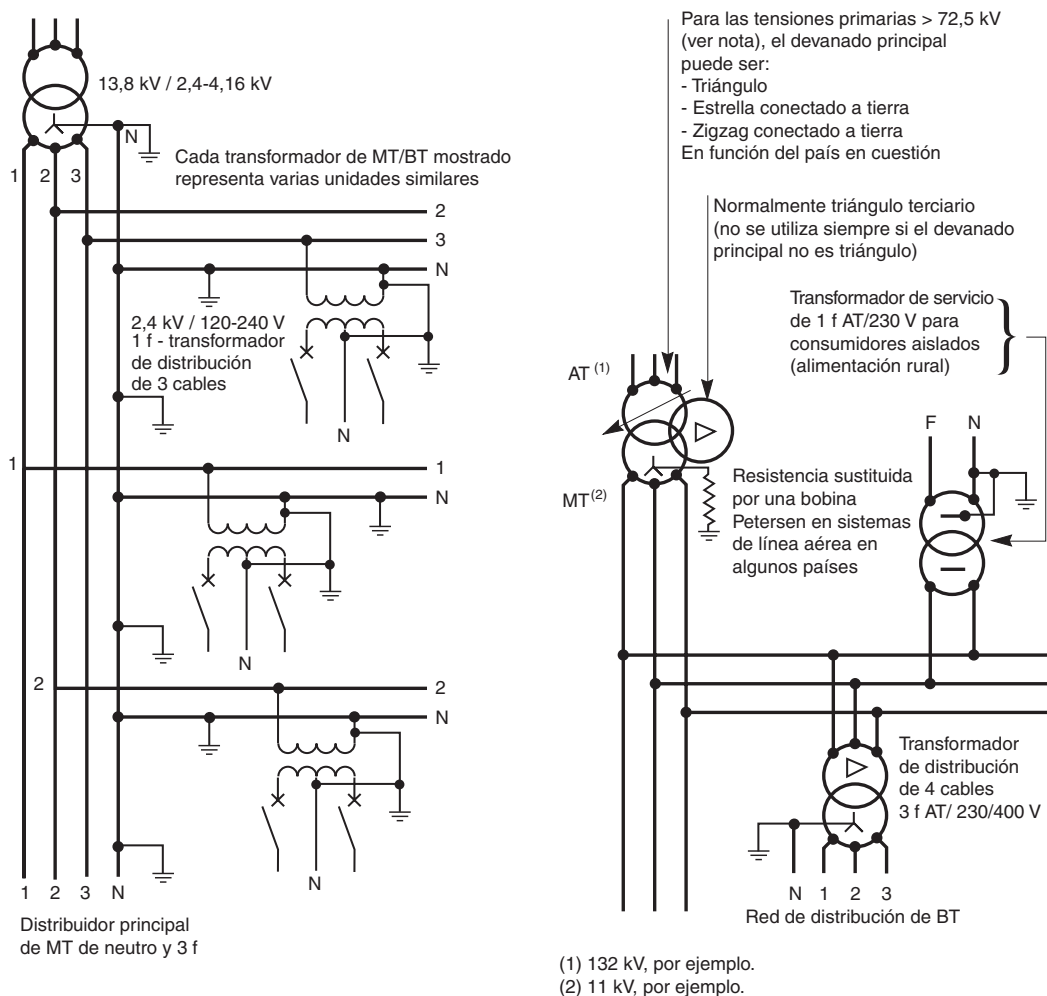 13,8 kV / 2,4-4,16 kV
N
Cada transformador de MT/BT mostrado
representa varias unidades similares
1 2 3
2
3
N
2,4 kV / 120-240 V
1 f - transformador
de distribución
de 3 cables
N
1
1
N
N
2
2
N
N
1 2 3 N
Distribuidor principal
de MT de neutro y 3 f
Para las tensiones primarias > 72,5 kV
(ver nota), el devanado principal
puede ser:
- Triángulo
- Estrella conectado a tierra
- Zigzag conectado a tierra
En función del país en cuestión
Normalmente triángulo terciario
(no se utiliza siempre si el devanado
principal no es triángulo)
Transformador de servicio
de 1 f AT/230 V para
consumidores aislados
(alimentación rural)
AT (1)
F N
MT (2)
Resistencia sustituida
por una bobina
Petersen en sistemas
de línea aérea en
algunos países
Transformador
de distribución
de 4 cables
3 f AT/ 230/400 V
N 1 2 3
Red de distribución de BT
(1) 132 kV, por ejemplo.
(2) 11 kV, por ejemplo.